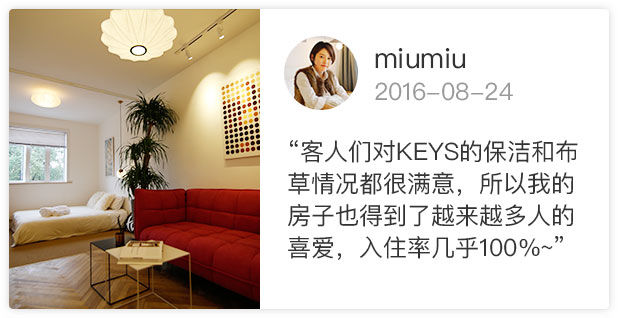 miumiu
2016-08-24
“客人们对KEYS的保洁和布
草情况都很满意，所以我的
房子也得到了越来越多人的
喜爱，入住率几乎100%~”